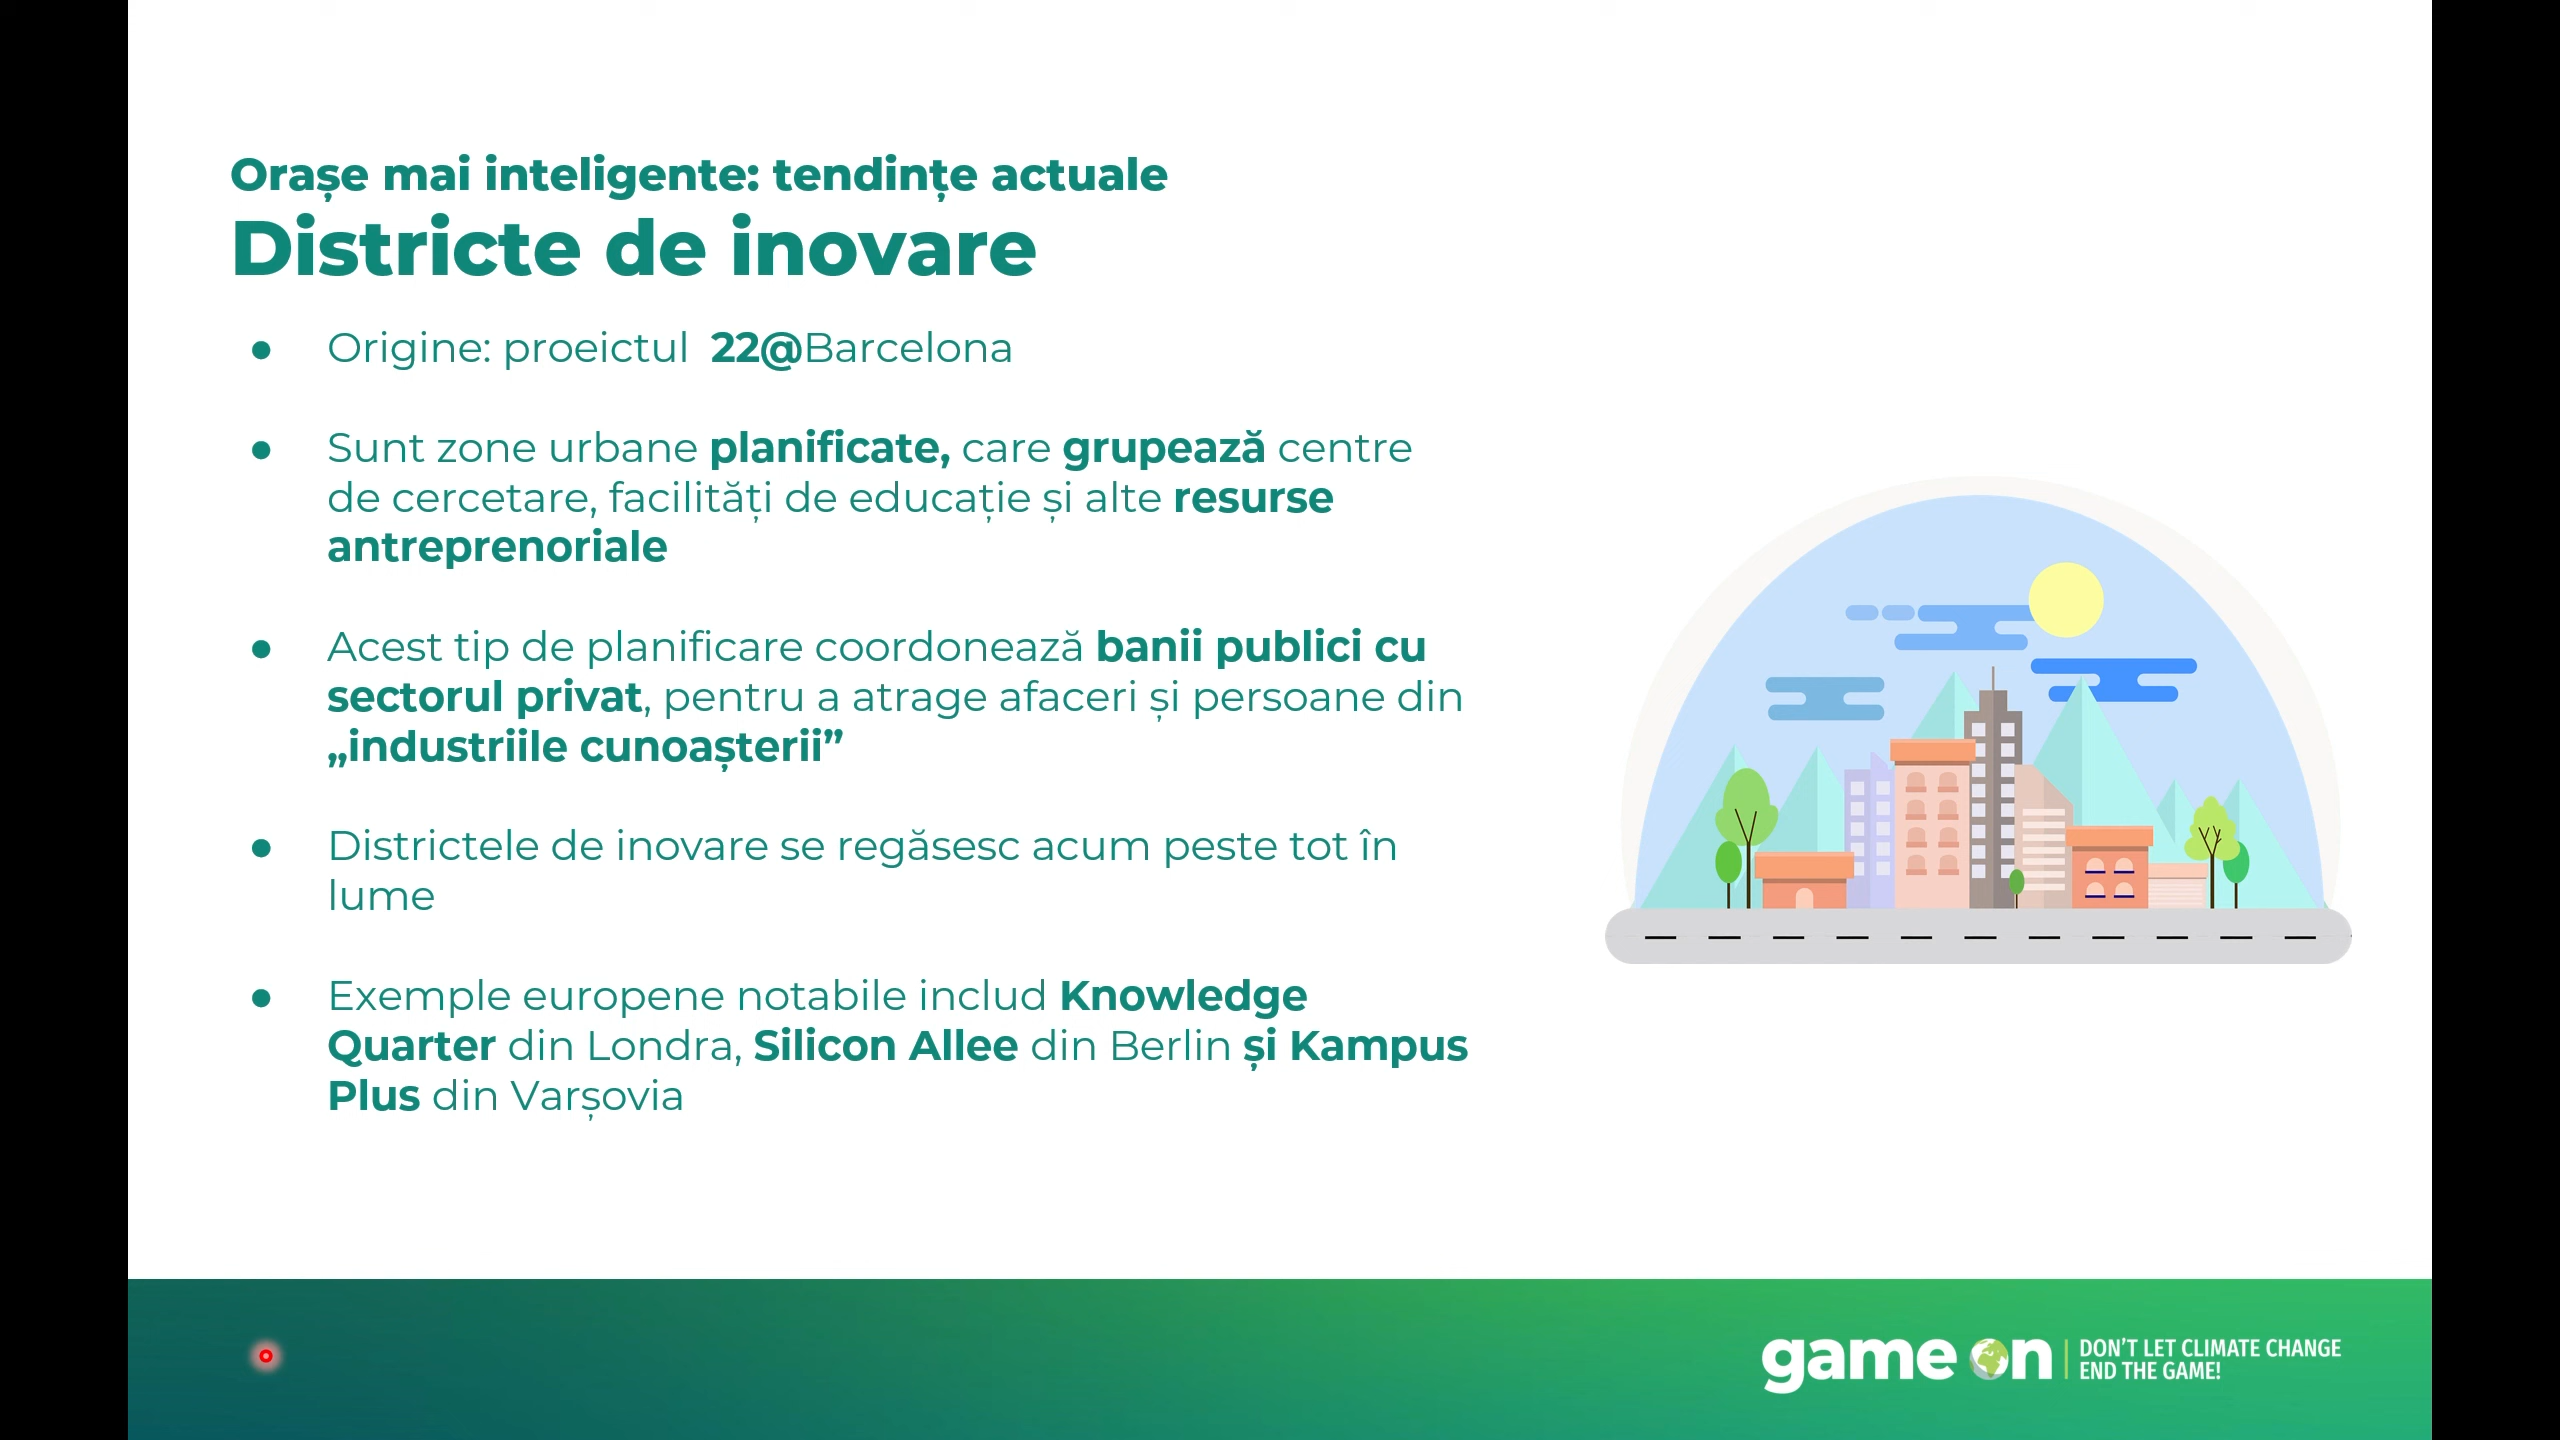 Orașe mai inteligente: tendințe actuale
Districte de inovare
● Origine: proeictul 22@Barcelona
● Sunt zone urbane planificate, care grupează centre
de cercetare, facilități de educație și alte resurse
antreprenoriale
● Acest tip de planificare coordonează banii publici cu
sectorul privat, pentru a atrage afaceri și persoane din
„industriile cunoașterii”
● Districtele de inovare se regăsesc acum peste tot în
lume
● Exemple europene notabile includ Knowledge
Quarter din Londra, Silicon Allee din Berlin și Kampus
Plus din Varșovia
game on
DON'T LET CLIMATE CHANGE
END THE GAME!